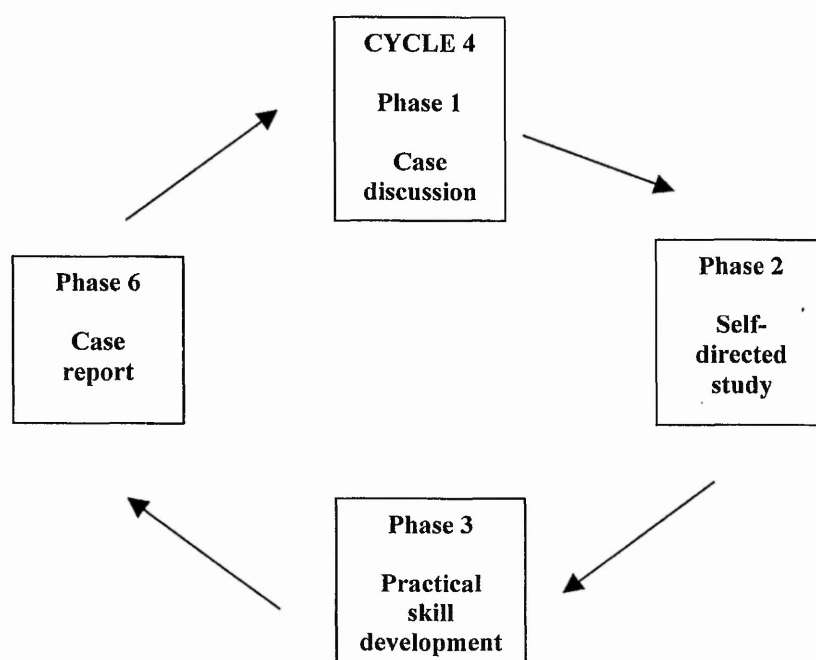 CYCLE 4
Phase 1
Case
discussion
Phase 2
Self-
directed
study
Phase 3
Practical
skill
development
Phase 6
Case
report